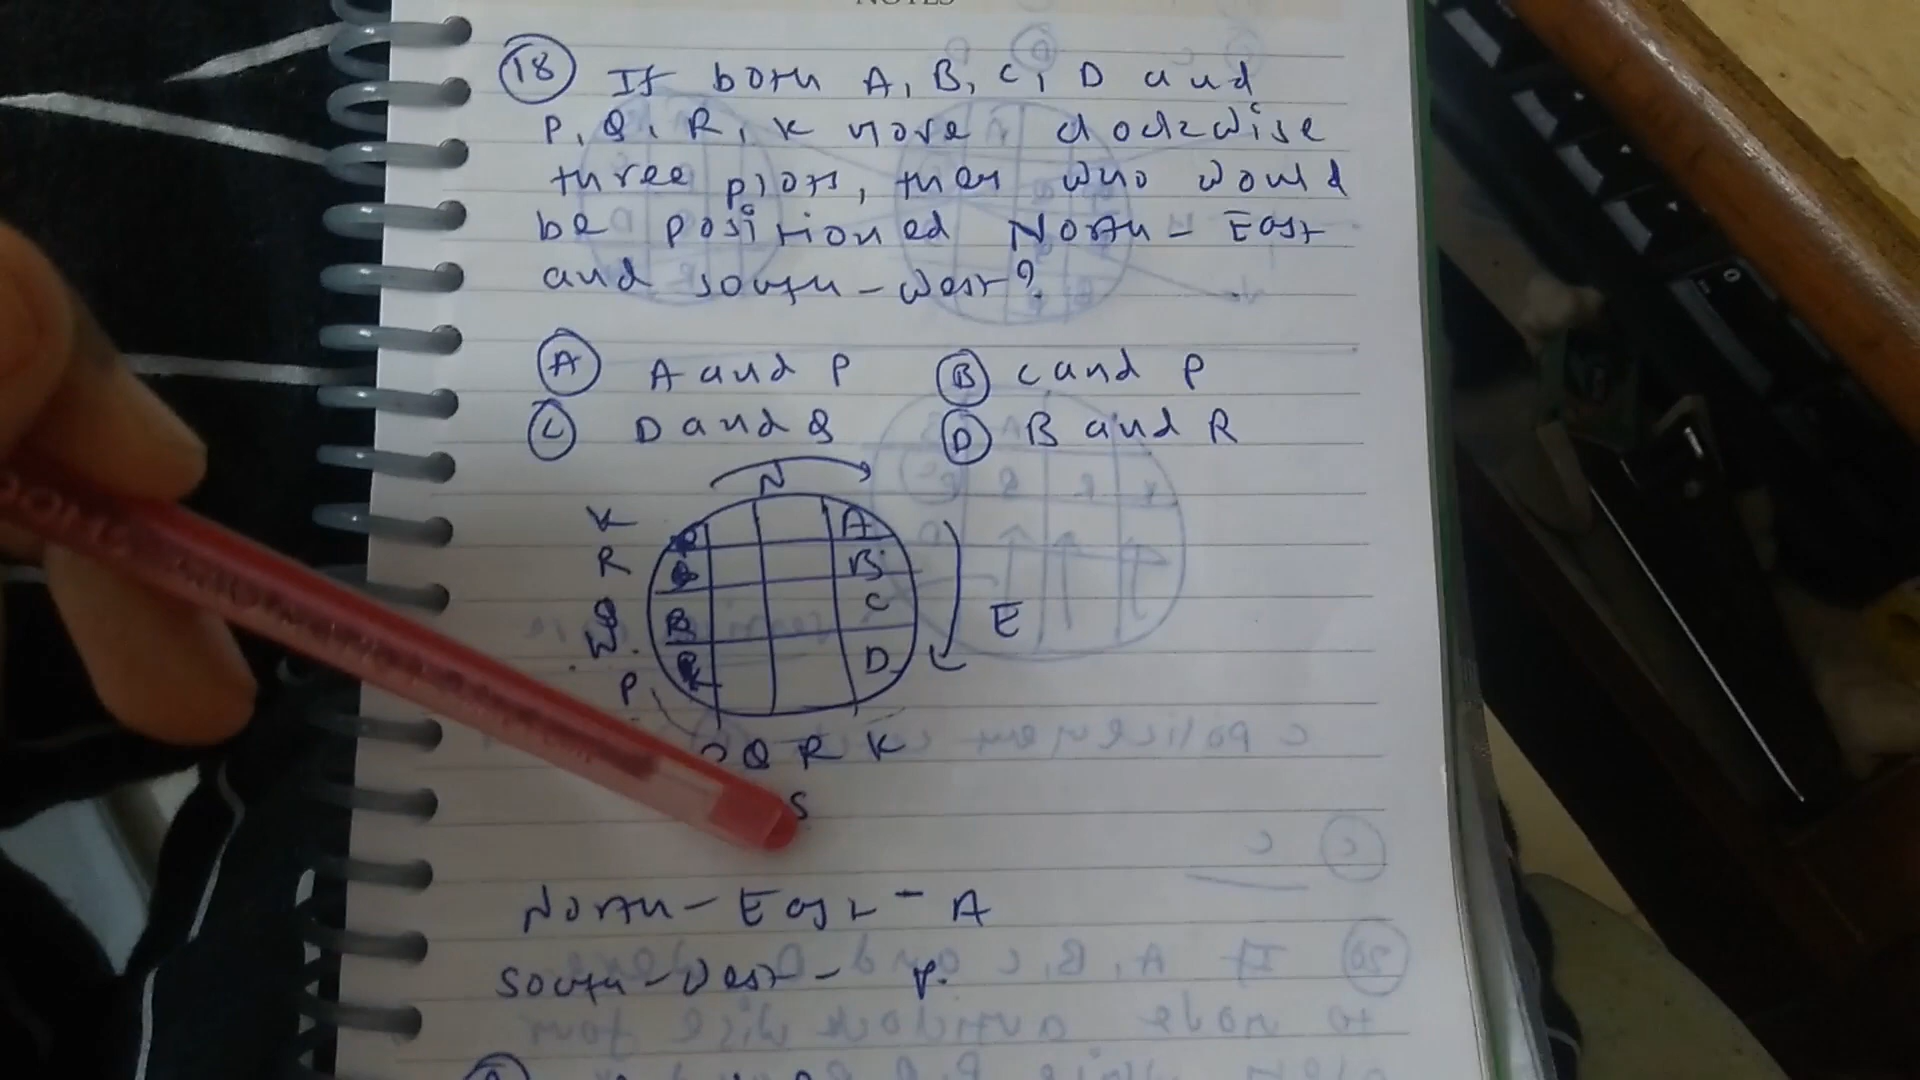 NOTES
18 If both A, B, C, D and
P, Q, R, K move clockwise
three plots, then who would
be positioned North - East
and South - West?
A A and P B C and P
C D and Q D B and R
N
K A
R B
Q B C
W. E
P K D
Q R K
S
North - East - A
South - West - P.